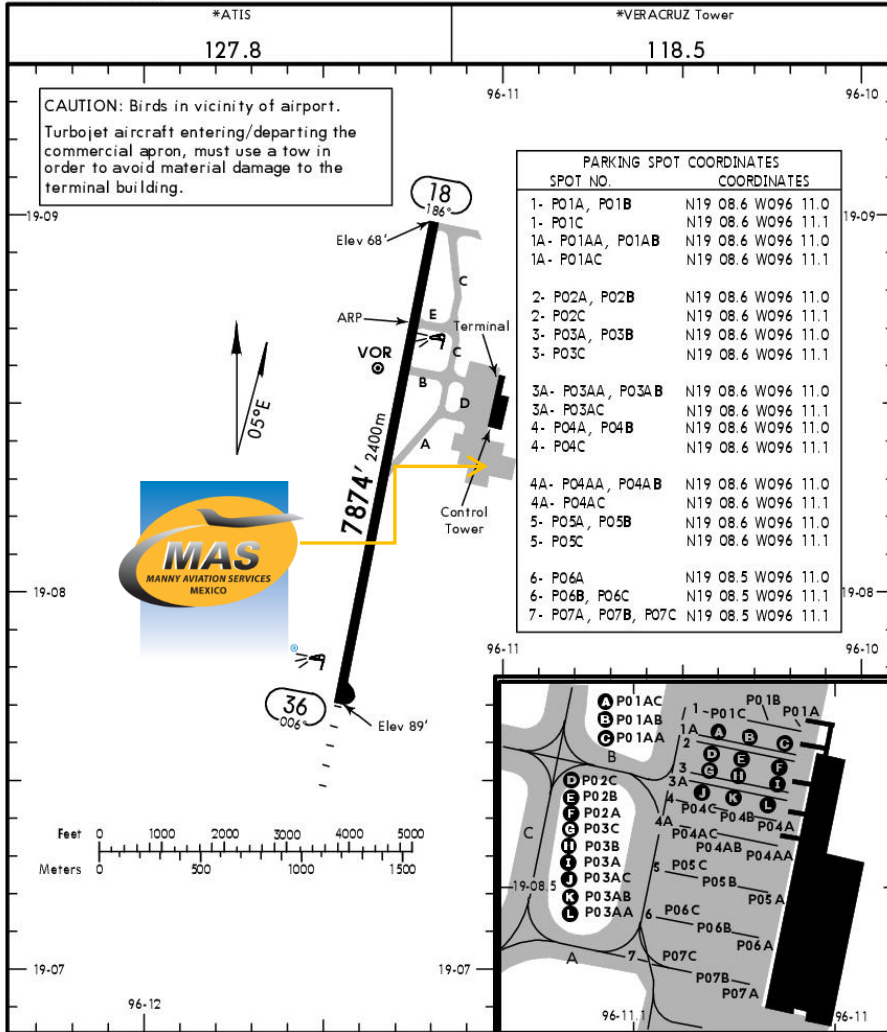 *ATIS
127.8
*VERACRUZ Tower
118.5
96-11
96-10
CAUTION: Birds in vicinity of airport.
Turbojet aircraft entering/departing the
commercial apron, must use a tow in
order to avoid material damage to the
terminal building.
19-09
19-09
18
186°
Elev 68'
C
E
ARP
Terminal
VOR
C
B
D
A
05°E
7874' 2400m
Control
Tower
MAS
MANNY AVIATION SERVICES
MEXICO
19-08
19-08
®
36
006°
Elev 89'
96-11
96-10
PARKING SPOT COORDINATES
SPOT NO. COORDINATES
1- P01A, P01B N19 08.6 W096 11.0
1- P01C N19 08.6 W096 11.1
1A- P01AA, P01AB N19 08.6 W096 11.0
1A- P01AC N19 08.6 W096 11.1
2- P02A, P02B N19 08.6 W096 11.0
2- P02C N19 08.6 W096 11.1
3- P03A, P03B N19 08.6 W096 11.0
3- P03C N19 08.6 W096 11.1
3A- P03AA, P03AB N19 08.6 W096 11.0
3A- P03AC N19 08.6 W096 11.1
4- P04A, P04B N19 08.6 W096 11.0
4- P04C N19 08.6 W096 11.1
4A- P04AA, P04AB N19 08.6 W096 11.0
4A- P04AC N19 08.6 W096 11.1
5- P05A, P05B N19 08.6 W096 11.0
5- P05C N19 08.6 W096 11.1
6- P06A N19 08.5 W096 11.0
6- P06B, P06C N19 08.5 W096 11.1
7- P07A, P07B, P07C N19 08.5 W096 11.1
Feet 0 1000 2000 3000 4000 5000
Meters 0 500 1000 1500
19-07
19-07
96-12
A P01AC
B P01AB
C P01AA
D P02C
E P02B
F P02A
G P03C
H P03B
I P03A
J P03AC
K P03AB
L P03AA
B
C
A
19-08.5
1 P01C P01B P01A
1A A B C
2 D E F
3 G H I
3A J K L
4 P04C P04B P04A
4A P04AC P04AB P04AA
5 P05C P05B P05A
6 P06C P06B P06A
7 P07C P07B P07A
96-11.1
96-11